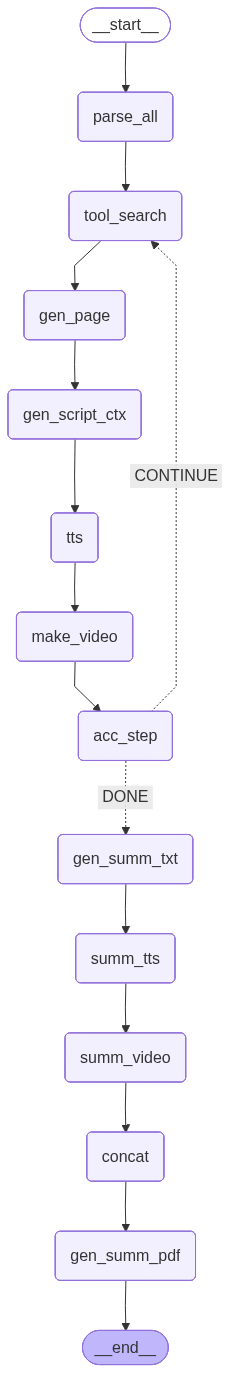 __start__
parse_all
tool_search
gen_page
gen_script_ctx
CONTINUE
tts
make_video
acc_step
DONE
gen_summ_txt
summ_tts
summ_video
concat
gen_summ_pdf
__end__